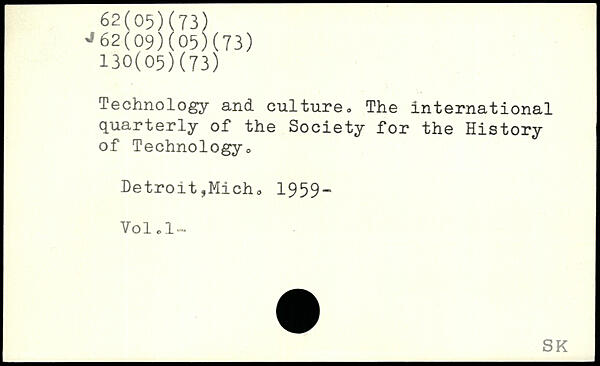 62(05)(73)
62(09)(05)(73)
130(05)(73)
Technology and culture. The international
quarterly of the Society for the History
of Technology.
Detroit,Mich. 1959-
Vol.1-
SK